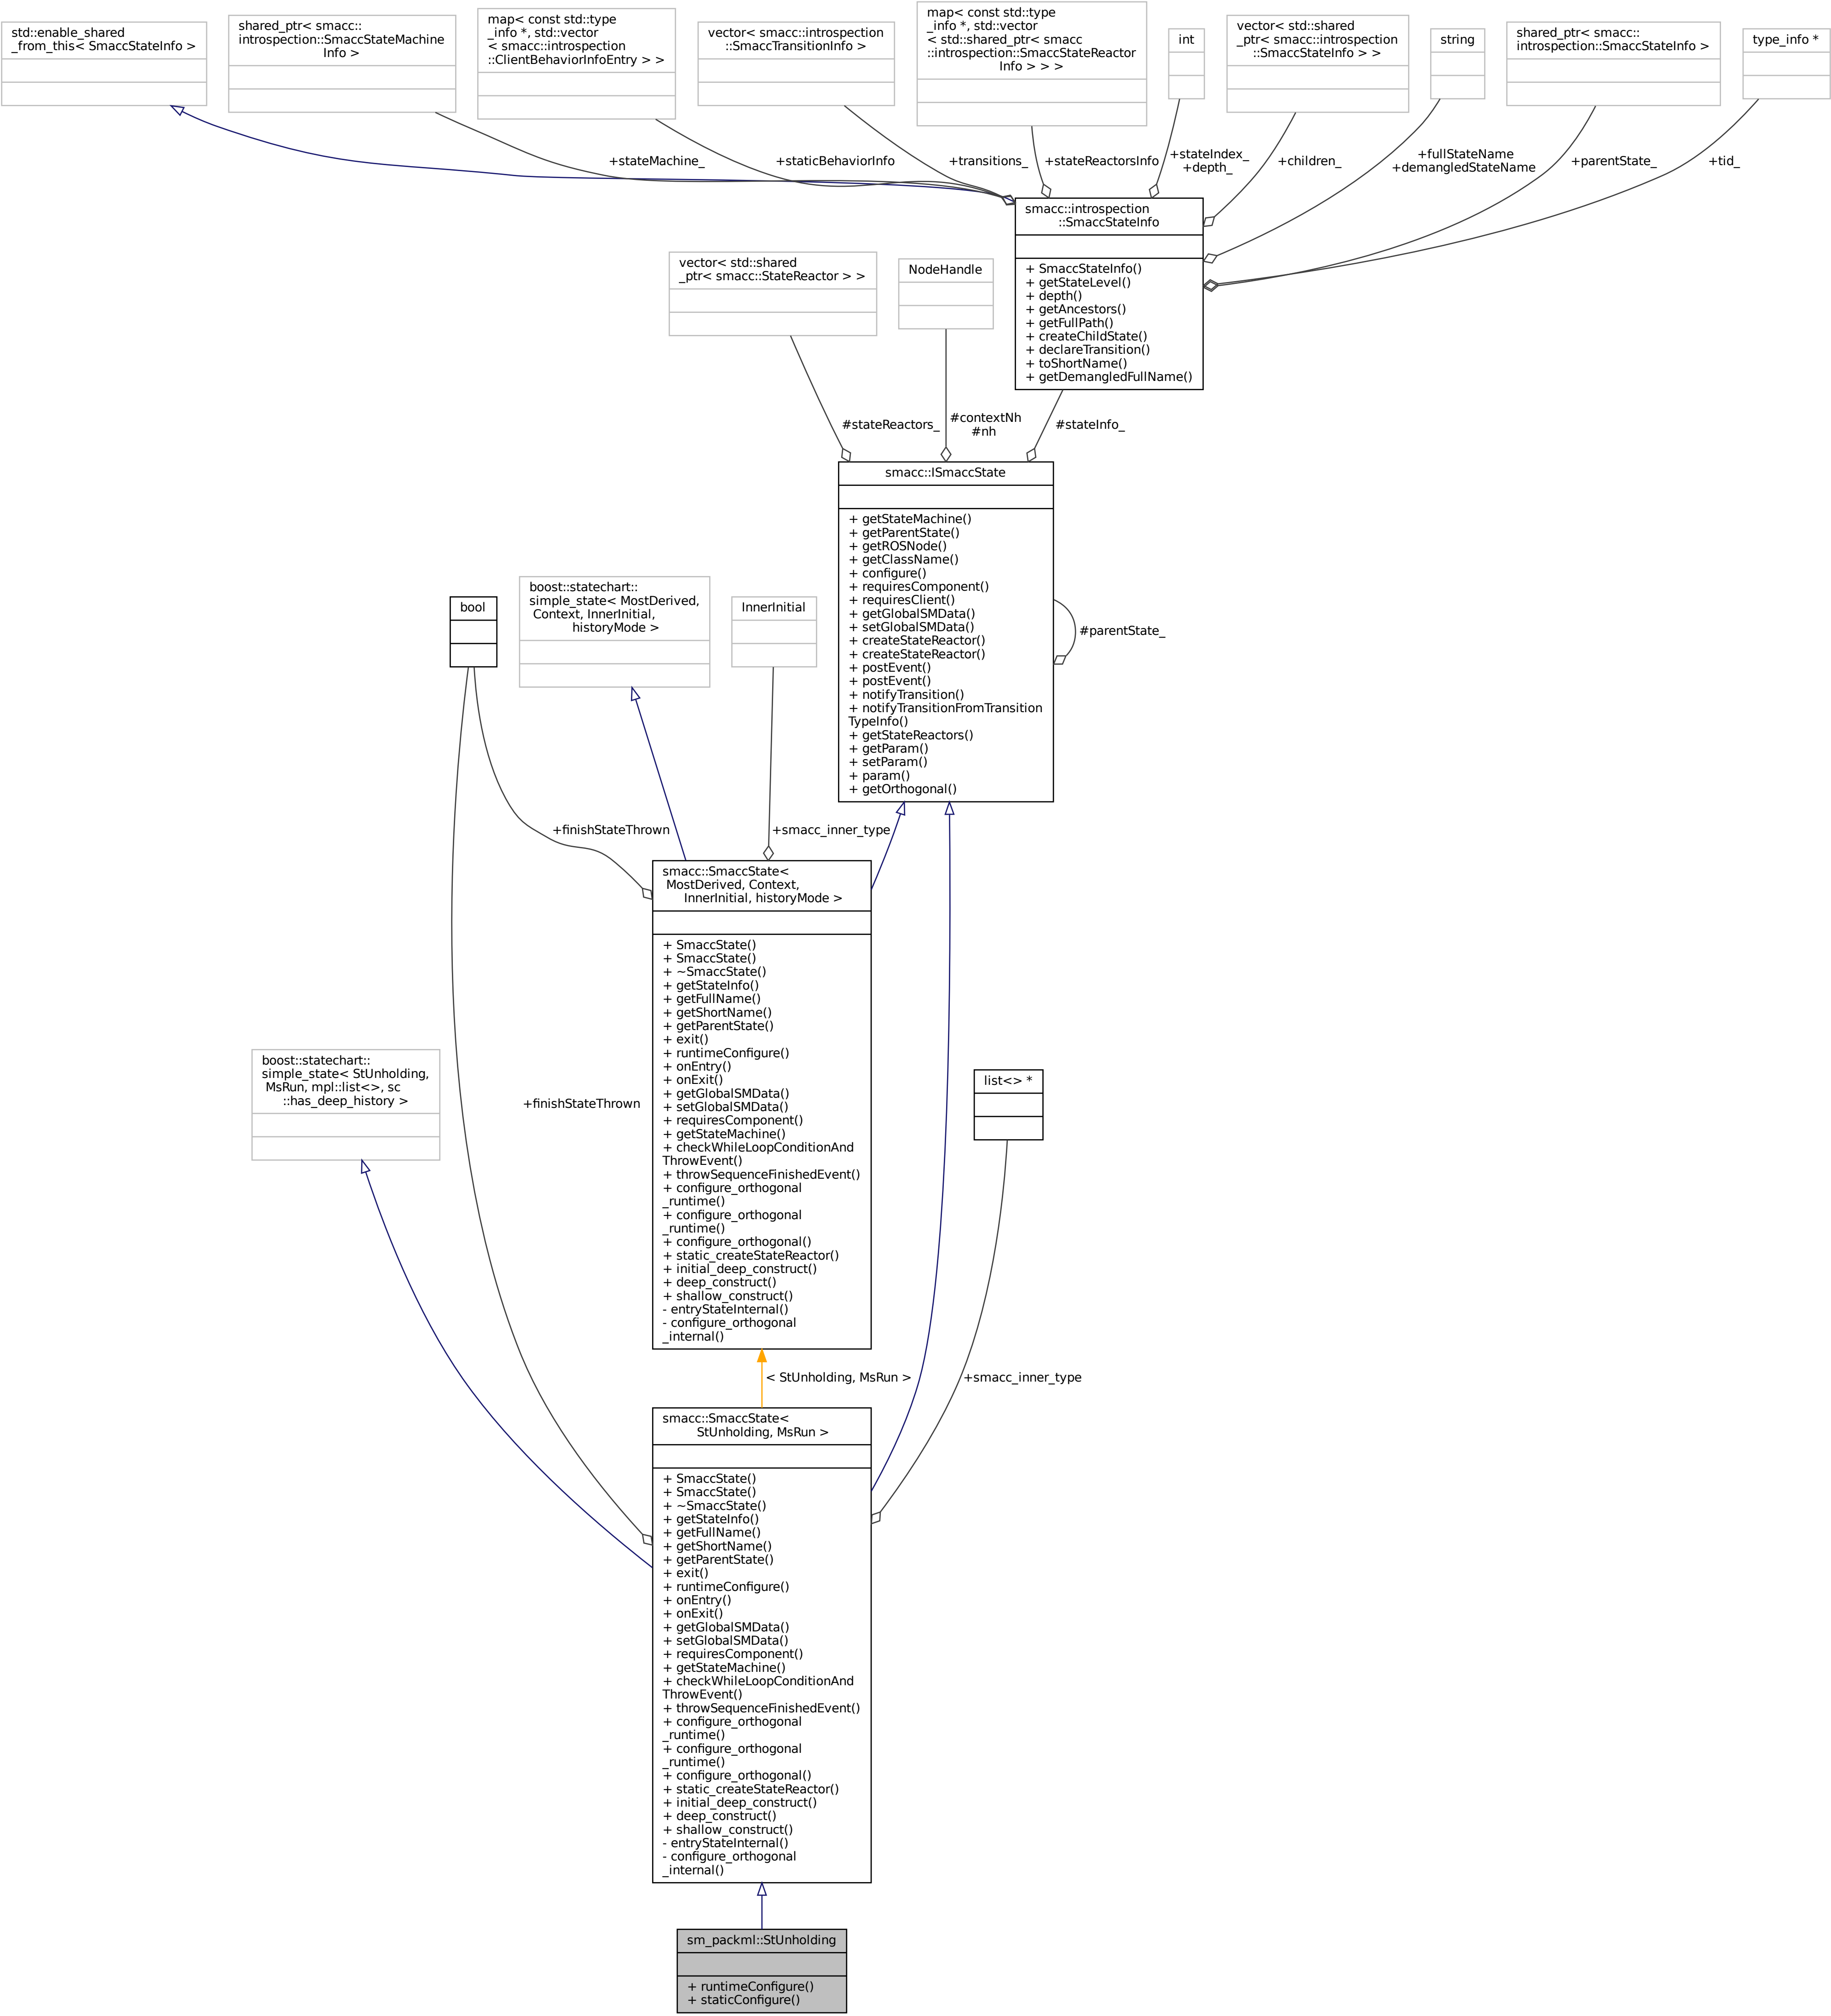 std::enable_shared
_from_this< SmaccStateInfo >
shared_ptr< smacc::
introspection::SmaccStateMachine
Info >
map< const std::type
_info *, std::vector
< smacc::introspection
::ClientBehaviorInfoEntry > >
vector< smacc::introspection
::SmaccTransitionInfo >
map< const std::type
_info *, std::vector
< std::shared_ptr< smacc
::introspection::SmaccStateReactor
Info > > >
int
vector< std::shared
_ptr< smacc::introspection
::SmaccStateInfo > >
string
shared_ptr< smacc::
introspection::SmaccStateInfo >
type_info *
+stateMachine_
+staticBehaviorInfo
+transitions_
+stateReactorsInfo
+stateIndex_
+depth_
+children_
+fullStateName
+demangledStateName
+parentState_
+tid_
smacc::introspection
::SmaccStateInfo
+ SmaccStateInfo()
+ getStateLevel()
+ depth()
+ getAncestors()
+ getFullPath()
+ createChildState()
+ declareTransition()
+ toShortName()
+ getDemangledFullName()
vector< std::shared
_ptr< smacc::StateReactor > >
NodeHandle
#stateReactors_
#contextNh
#nh
#stateInfo_
smacc::ISmaccState
+ getStateMachine()
+ getParentState()
+ getROSNode()
+ getClassName()
+ configure()
+ requiresComponent()
+ requiresClient()
+ getGlobalSMData()
+ setGlobalSMData()
+ createStateReactor()
+ createStateReactor()
+ postEvent()
+ postEvent()
+ notifyTransition()
+ notifyTransitionFromTransition
TypeInfo()
+ getStateReactors()
+ getParam()
+ setParam()
+ param()
+ getOrthogonal()
#parentState_
bool
boost::statechart::
simple_state< MostDerived,
Context, InnerInitial,
historyMode >
InnerInitial
+finishStateThrown
+smacc_inner_type
smacc::SmaccState<
MostDerived, Context,
InnerInitial, historyMode >
+ SmaccState()
+ SmaccState()
+ ~SmaccState()
+ getStateInfo()
+ getFullName()
+ getShortName()
+ getParentState()
+ exit()
+ runtimeConfigure()
+ onEntry()
+ onExit()
+ getGlobalSMData()
+ setGlobalSMData()
+ requiresComponent()
+ getStateMachine()
+ checkWhileLoopConditionAnd
ThrowEvent()
+ throwSequenceFinishedEvent()
+ configure_orthogonal
_runtime()
+ configure_orthogonal
_runtime()
+ configure_orthogonal()
+ static_createStateReactor()
+ initial_deep_construct()
+ deep_construct()
+ shallow_construct()
- entryStateInternal()
- configure_orthogonal
_internal()
boost::statechart::
simple_state< StUnholding,
MsRun, mpl::list<>, sc
::has_deep_history >
+finishStateThrown
list<> *
< StUnholding, MsRun >
+smacc_inner_type
smacc::SmaccState<
StUnholding, MsRun >
+ SmaccState()
+ SmaccState()
+ ~SmaccState()
+ getStateInfo()
+ getFullName()
+ getShortName()
+ getParentState()
+ exit()
+ runtimeConfigure()
+ onEntry()
+ onExit()
+ getGlobalSMData()
+ setGlobalSMData()
+ requiresComponent()
+ getStateMachine()
+ checkWhileLoopConditionAnd
ThrowEvent()
+ throwSequenceFinishedEvent()
+ configure_orthogonal
_runtime()
+ configure_orthogonal
_runtime()
+ configure_orthogonal()
+ static_createStateReactor()
+ initial_deep_construct()
+ deep_construct()
+ shallow_construct()
- entryStateInternal()
- configure_orthogonal
_internal()
sm_packml::StUnholding
+ runtimeConfigure()
+ staticConfigure()